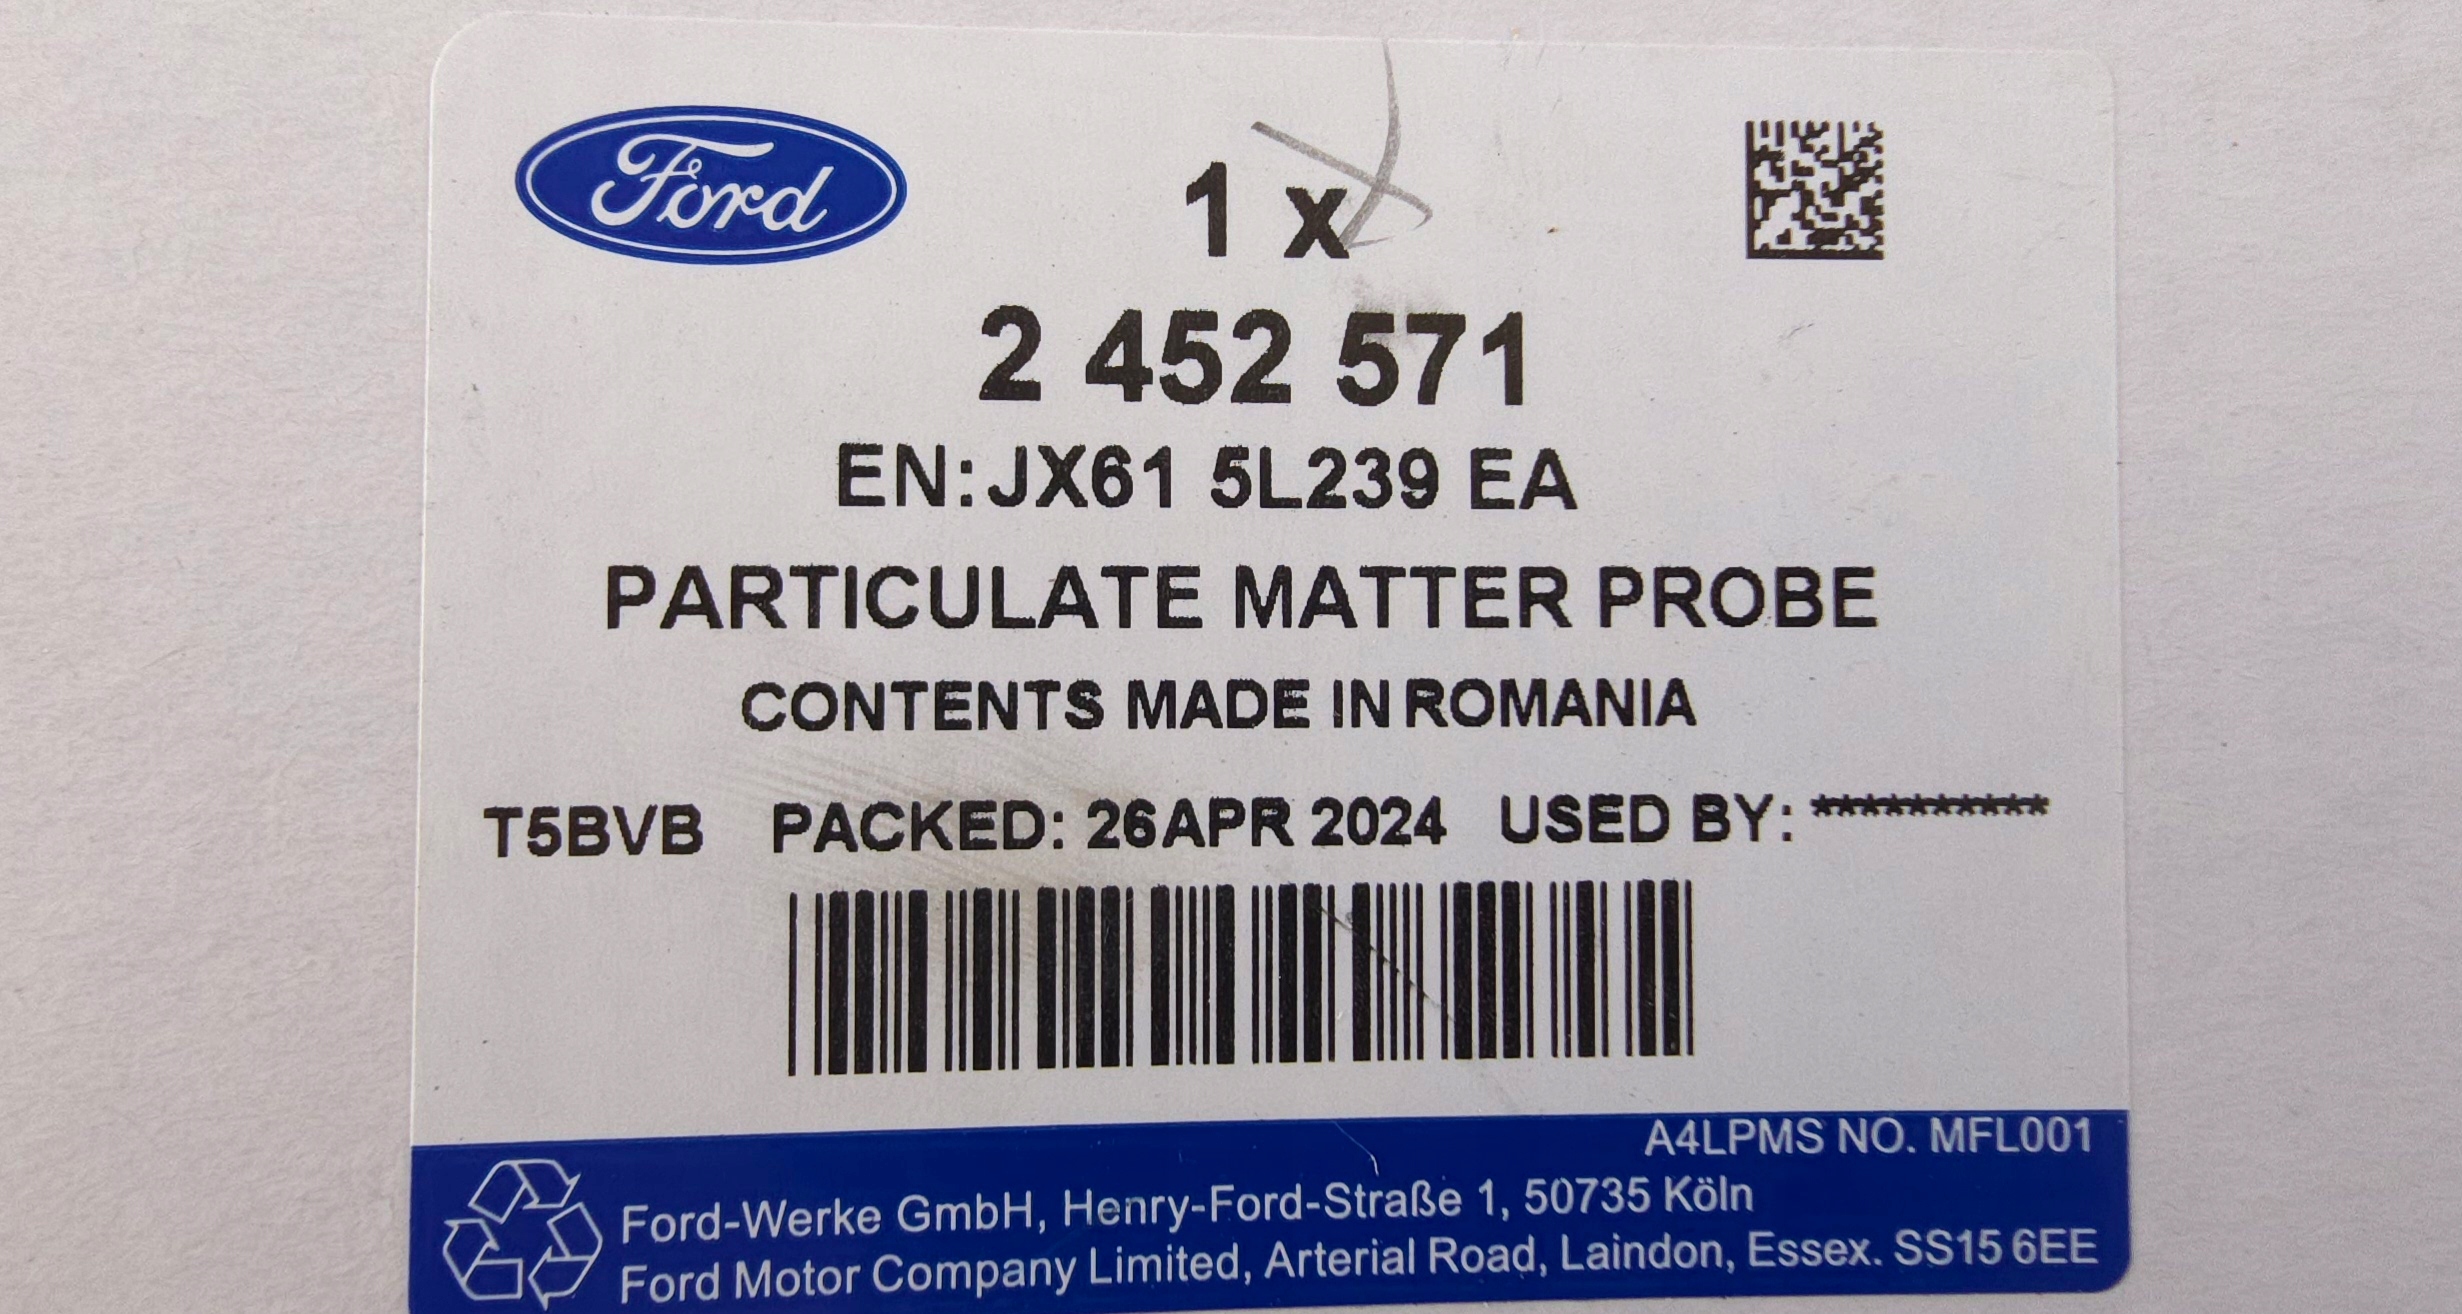 Ford
1 x
2 452 571
EN:JX61 5L239 EA
PARTICULATE MATTER PROBE
CONTENTS MADE IN ROMANIA
T5BVB PACKED: 26APR 2024 USED BY: **********
A4LPMS NO. MFL001
Ford-Werke GmbH, Henry-Ford-Straße 1, 50735 Köln
Ford Motor Company Limited, Arterial Road, Laindon, Essex. SS15 6EE